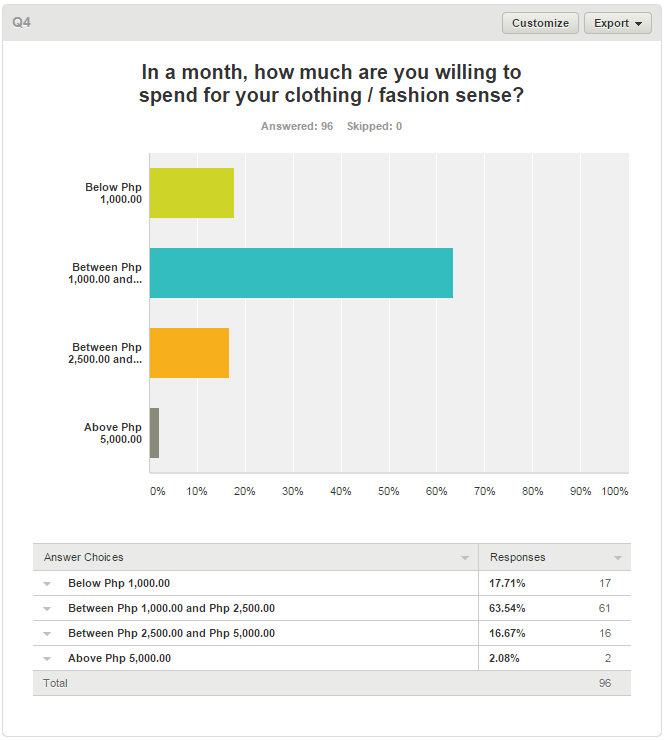 Q4
Customize
Export
In a month, how much are you willing to
spend for your clothing / fashion sense?
Answered: 96 Skipped: 0
Below Php
1,000.00
Between Php
1,000.00 and...
Between Php
2,500.00 and...
Above Php
5,000.00
0% 10% 20% 30% 40% 50% 60% 70% 80% 90% 100%
Answer Choices Responses
Below Php 1,000.00 17.71% 17
Between Php 1,000.00 and Php 2,500.00 63.54% 61
Between Php 2,500.00 and Php 5,000.00 16.67% 16
Above Php 5,000.00 2.08% 2
Total 96